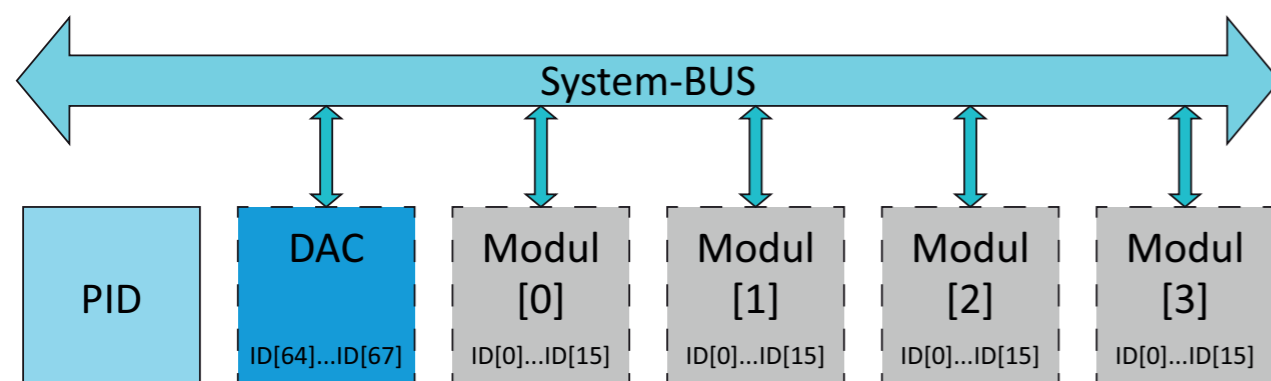 System-BUS
PID
DAC
ID[64]...ID[67]
Modul
[0]
ID[0]...ID[15]
Modul
[1]
ID[0]...ID[15]
Modul
[2]
ID[0]...ID[15]
Modul
[3]
ID[0]...ID[15]